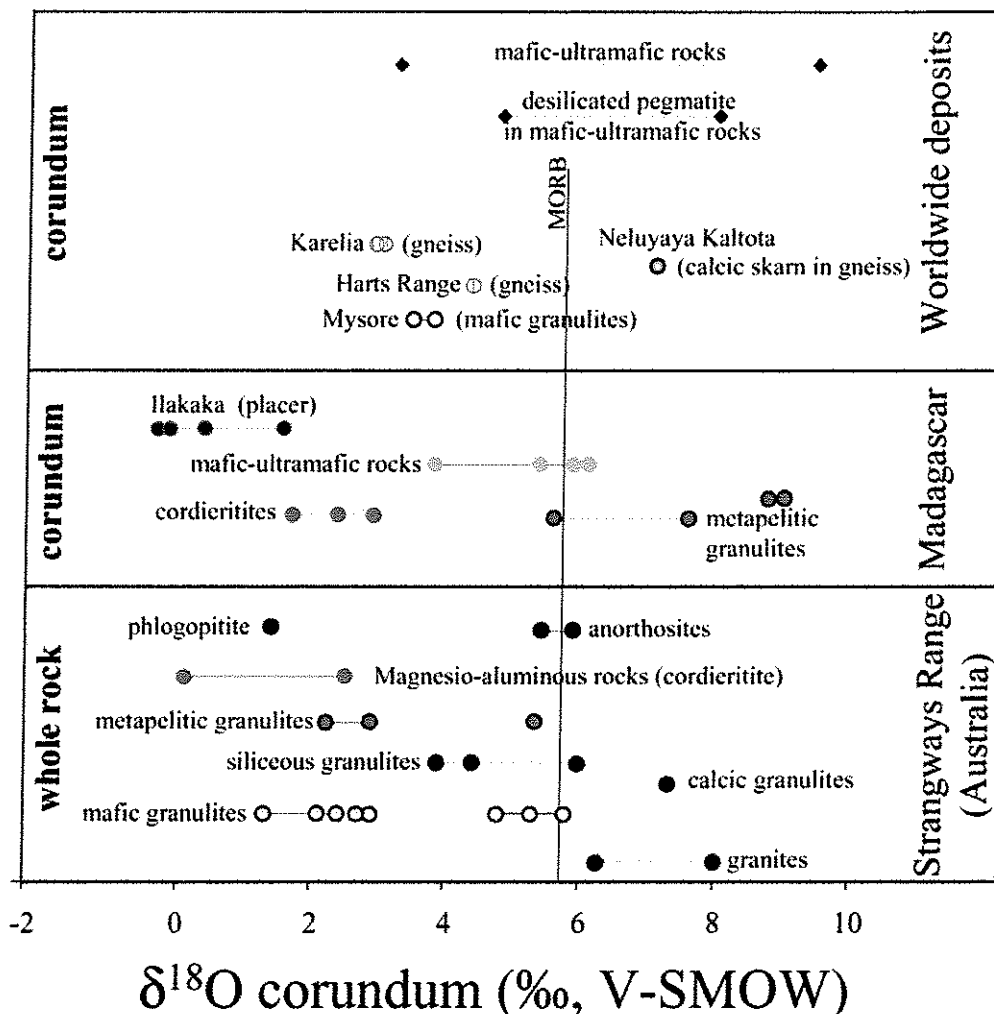 mafic-ultramafic rocks
desilicated pegmatite
in mafic-ultramafic rocks
MORB
Karelia (gneiss)
Neluyaya Kaltota
(calcic skarn in gneiss)
Harts Range (gneiss)
Mysore (mafic granulites)
corundum
Worldwide deposits
Ilakaka (placer)
mafic-ultramafic rocks
cordieritites
metapelitic
granulites
corundum
Madagascar
phlogopitite
anorthosites
Magnesio-aluminous rocks (cordieritite)
metapelitic granulites
siliceous granulites
calcic granulites
mafic granulites
granites
whole rock
Strangways Range
(Australia)
-2 0 2 4 6 8 10
δ¹⁸O corundum (‰, V-SMOW)